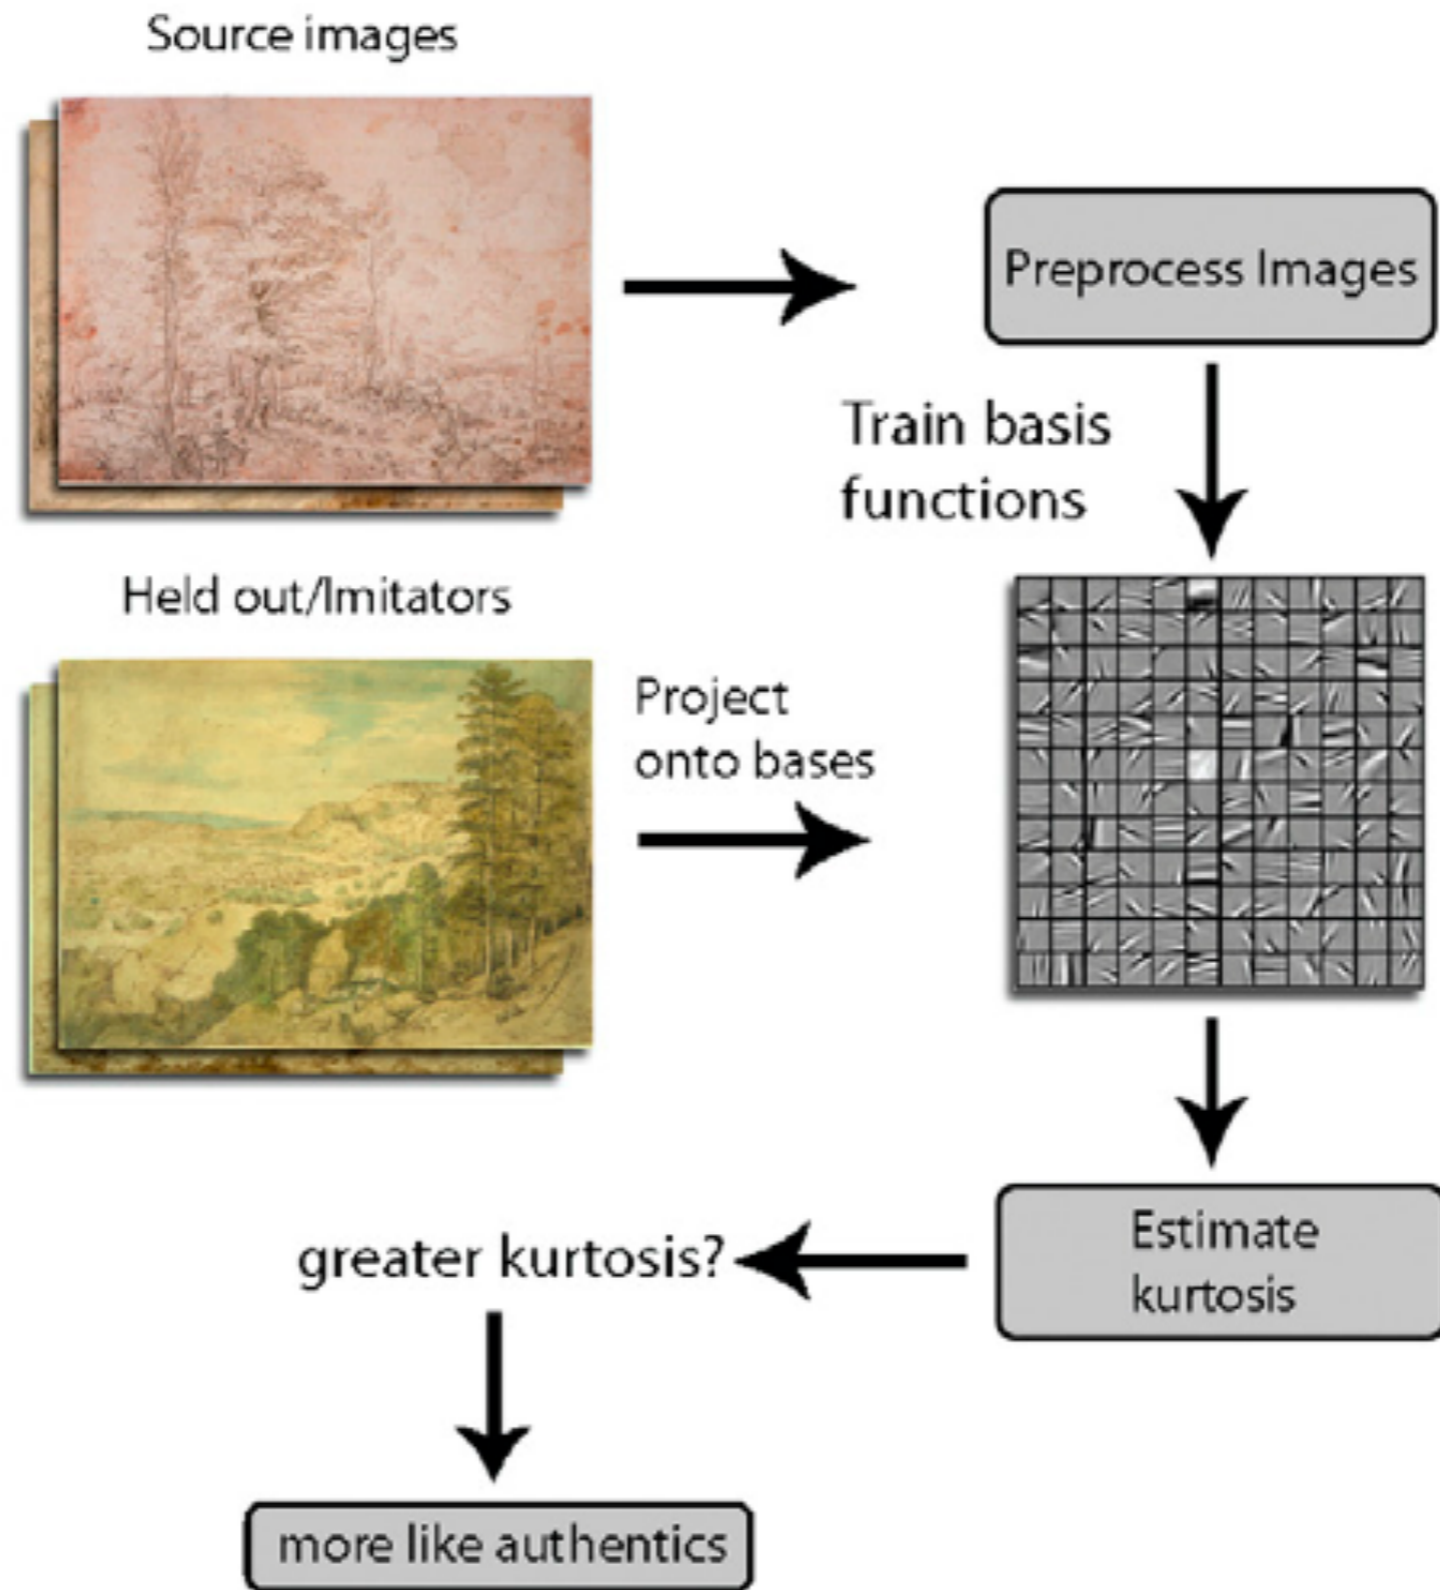 Source images
Preprocess Images
Train basis
functions
Held out/Imitators
Project
onto bases
Estimate
kurtosis
greater kurtosis?
more like authentics